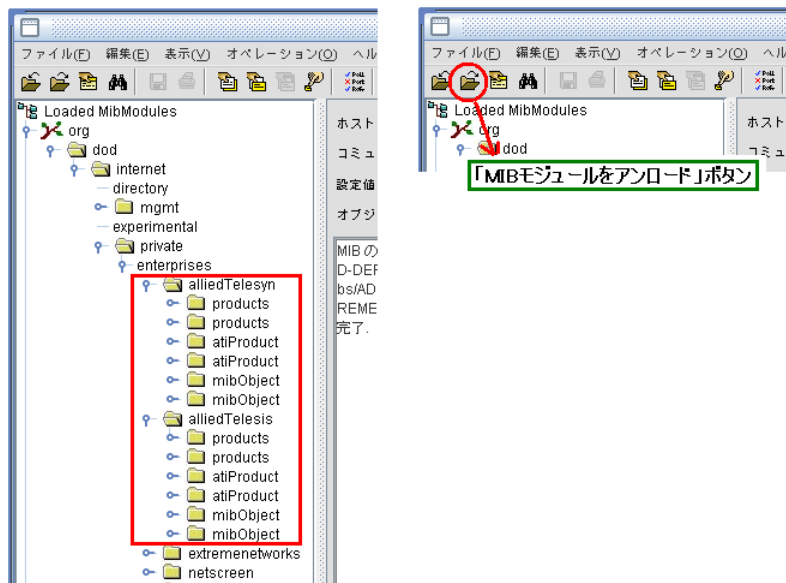 ファイル(F) 編集(E) 表示(V) オペレーション(O) ヘル
Loaded MibModules
org
dod
internet
directory
mgmt
experimental
private
enterprises
alliedTelesyn
products
products
atiProduct
atiProduct
mibObject
mibObject
alliedTelesis
products
products
atiProduct
atiProduct
mibObject
mibObject
extremenetworks
netscreen
ホスト
コミュ
設定値
オブジ
MIB の
D-DEF
bs/AD
REME
完了.
ファイル(F) 編集(E) 表示(V) オペレーション(O) ヘル
Loaded MibModules
org
dod
ホスト
「MIBモジュールをアンロード」ボタン